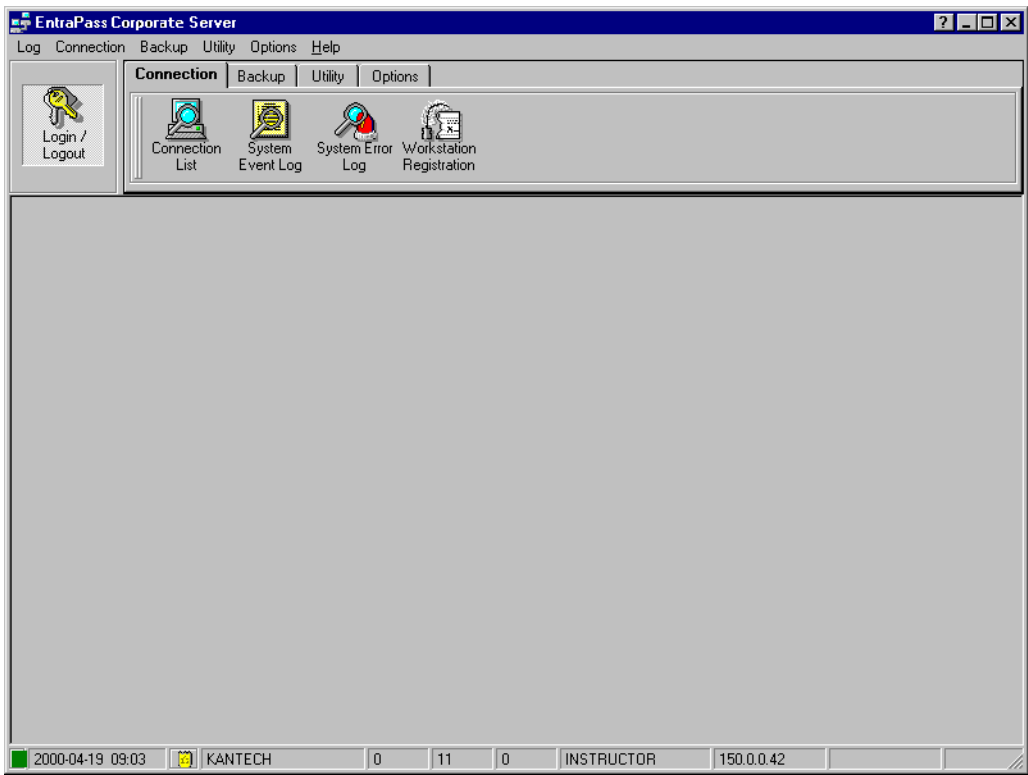 EntraPass Corporate Server
Log Connection Backup Utility Options Help
Connection Backup Utility Options
Login / Logout
Connection List
System Event Log
System Error Log
Workstation Registration
2000-04-19 09:03 KANTECH 0 11 0 INSTRUCTOR 150.0.0.42